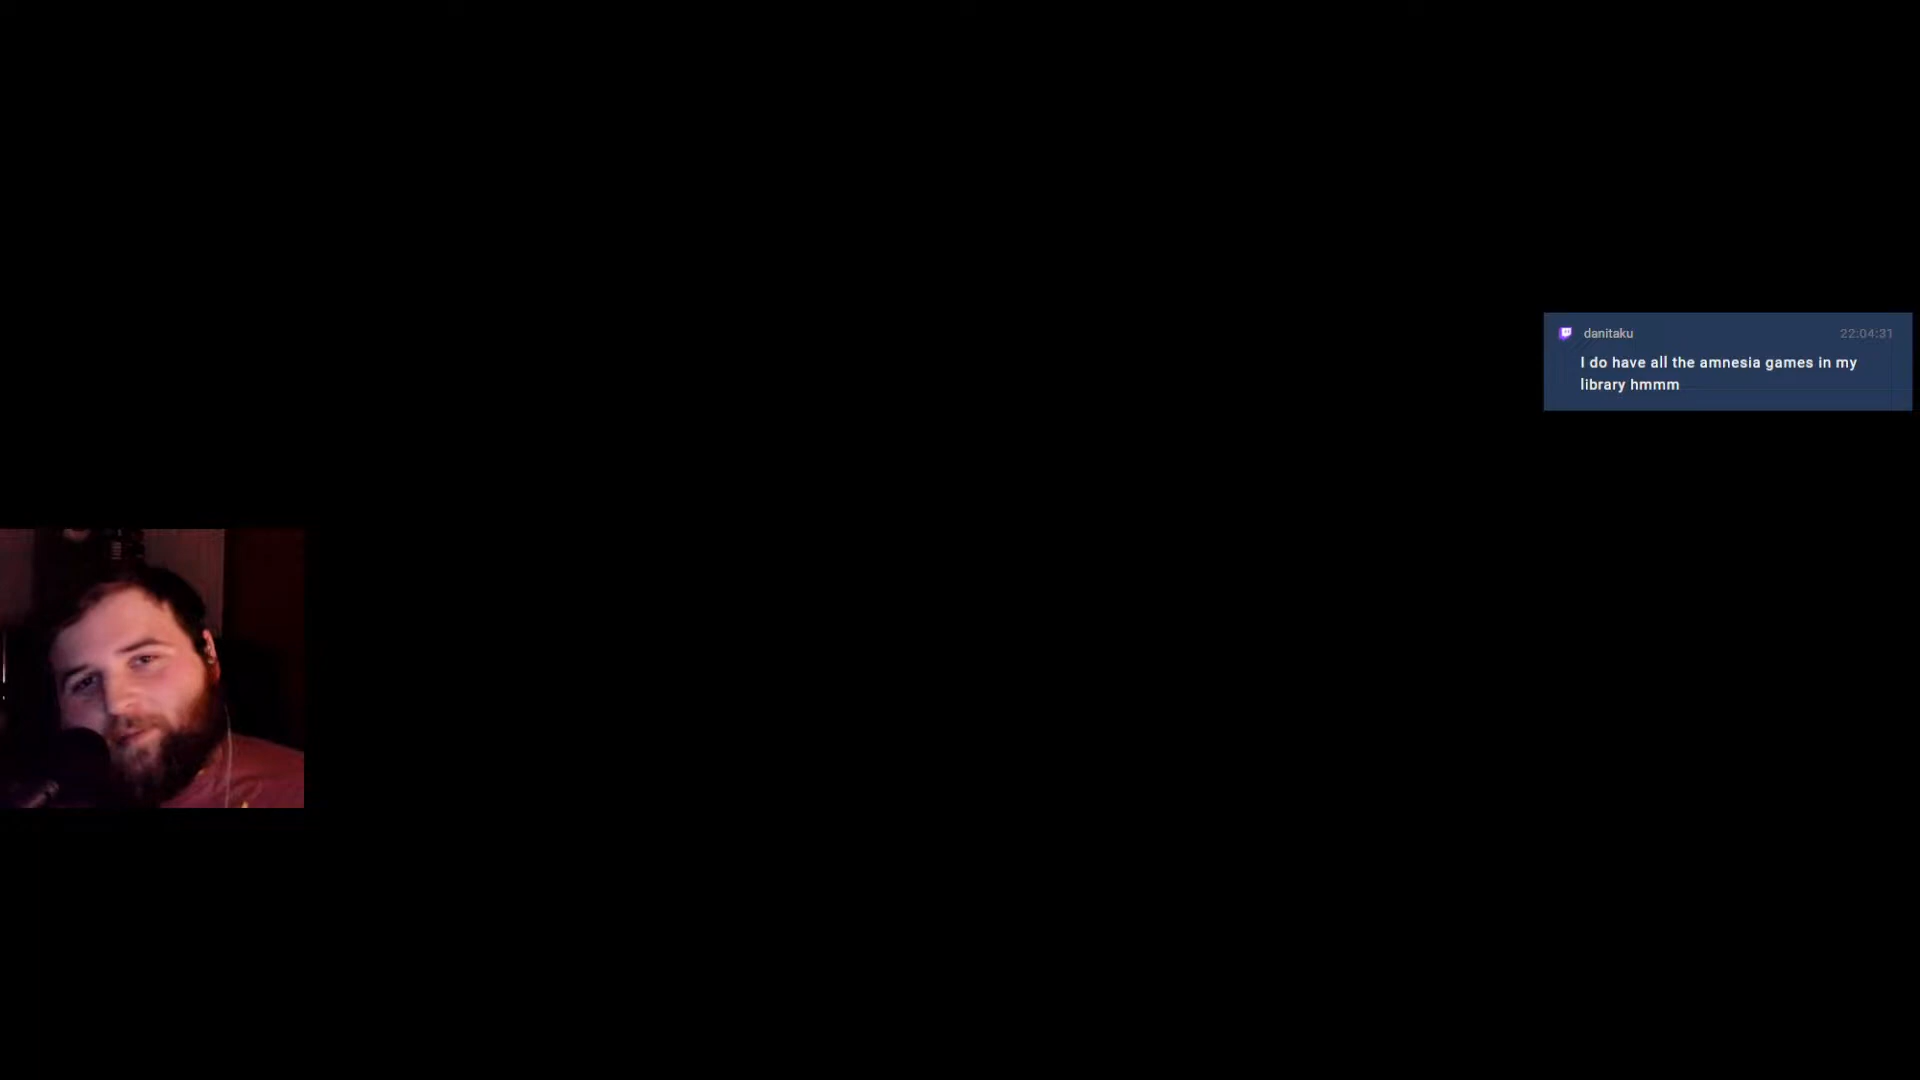 danitaku 22:04:31
I do have all the amnesia games in my
library hmmm